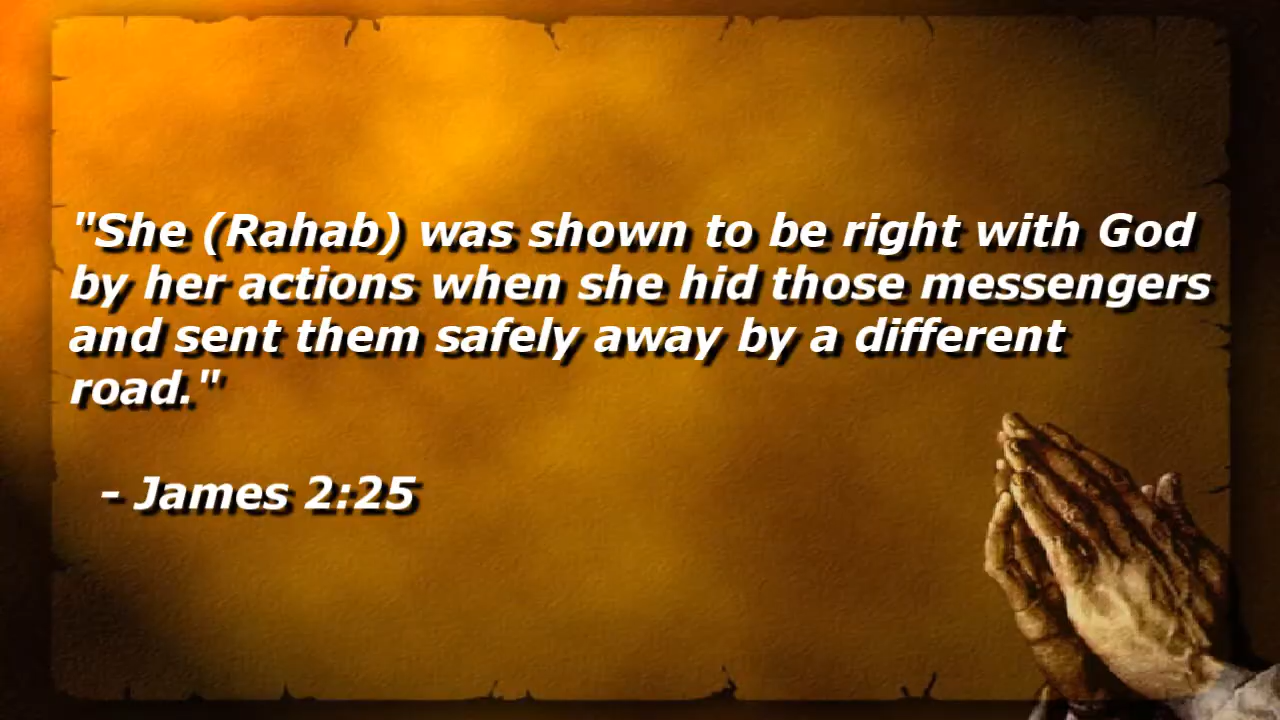 "She (Rahab) was shown to be right with God
by her actions when she hid those messengers
and sent them safely away by a different
road."
- James 2:25